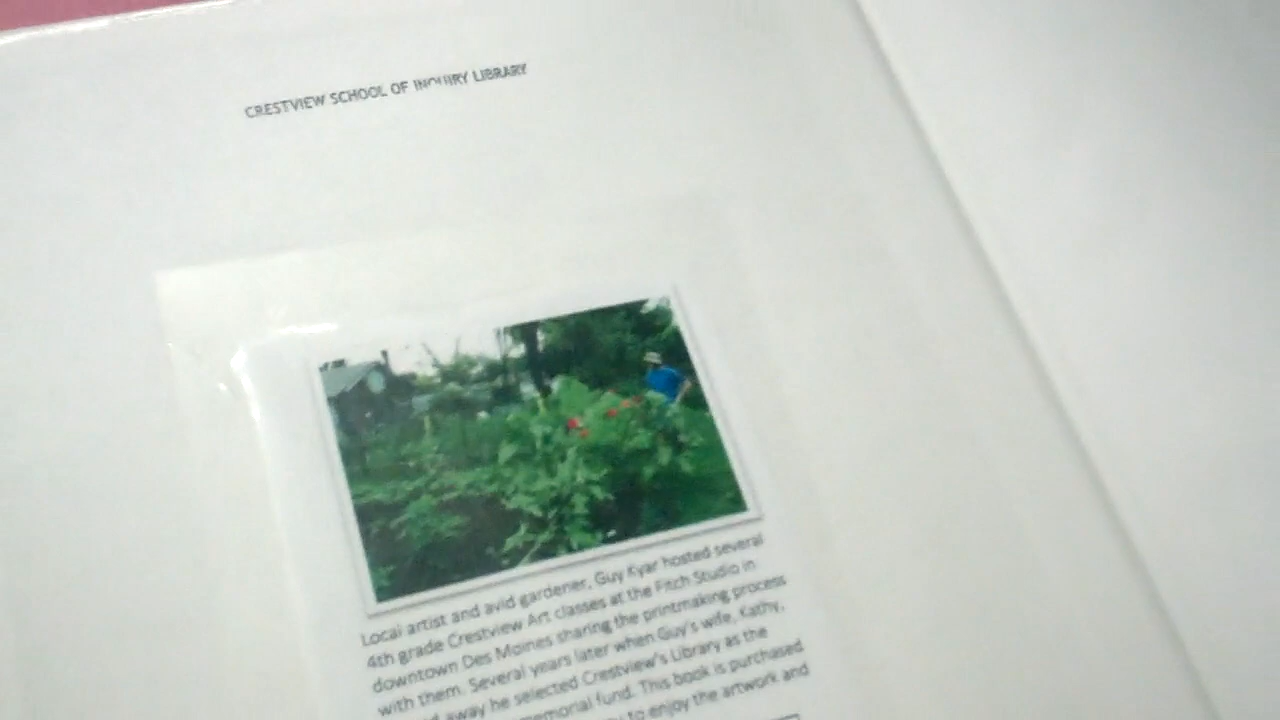 CRESTVIEW SCHOOL OF INQUIRY LIBRARY
Local artist and avid gardener, Guy Kyar hosted several
4th grade Crestview Art classes at the Fitch Studio in
downtown Des Moines sharing the printmaking process
with them. Several years later when Guy's wife, Kathy,
away he selected Crestview's Library as the
memorial fund. This book is purchased
to enjoy the artwork and